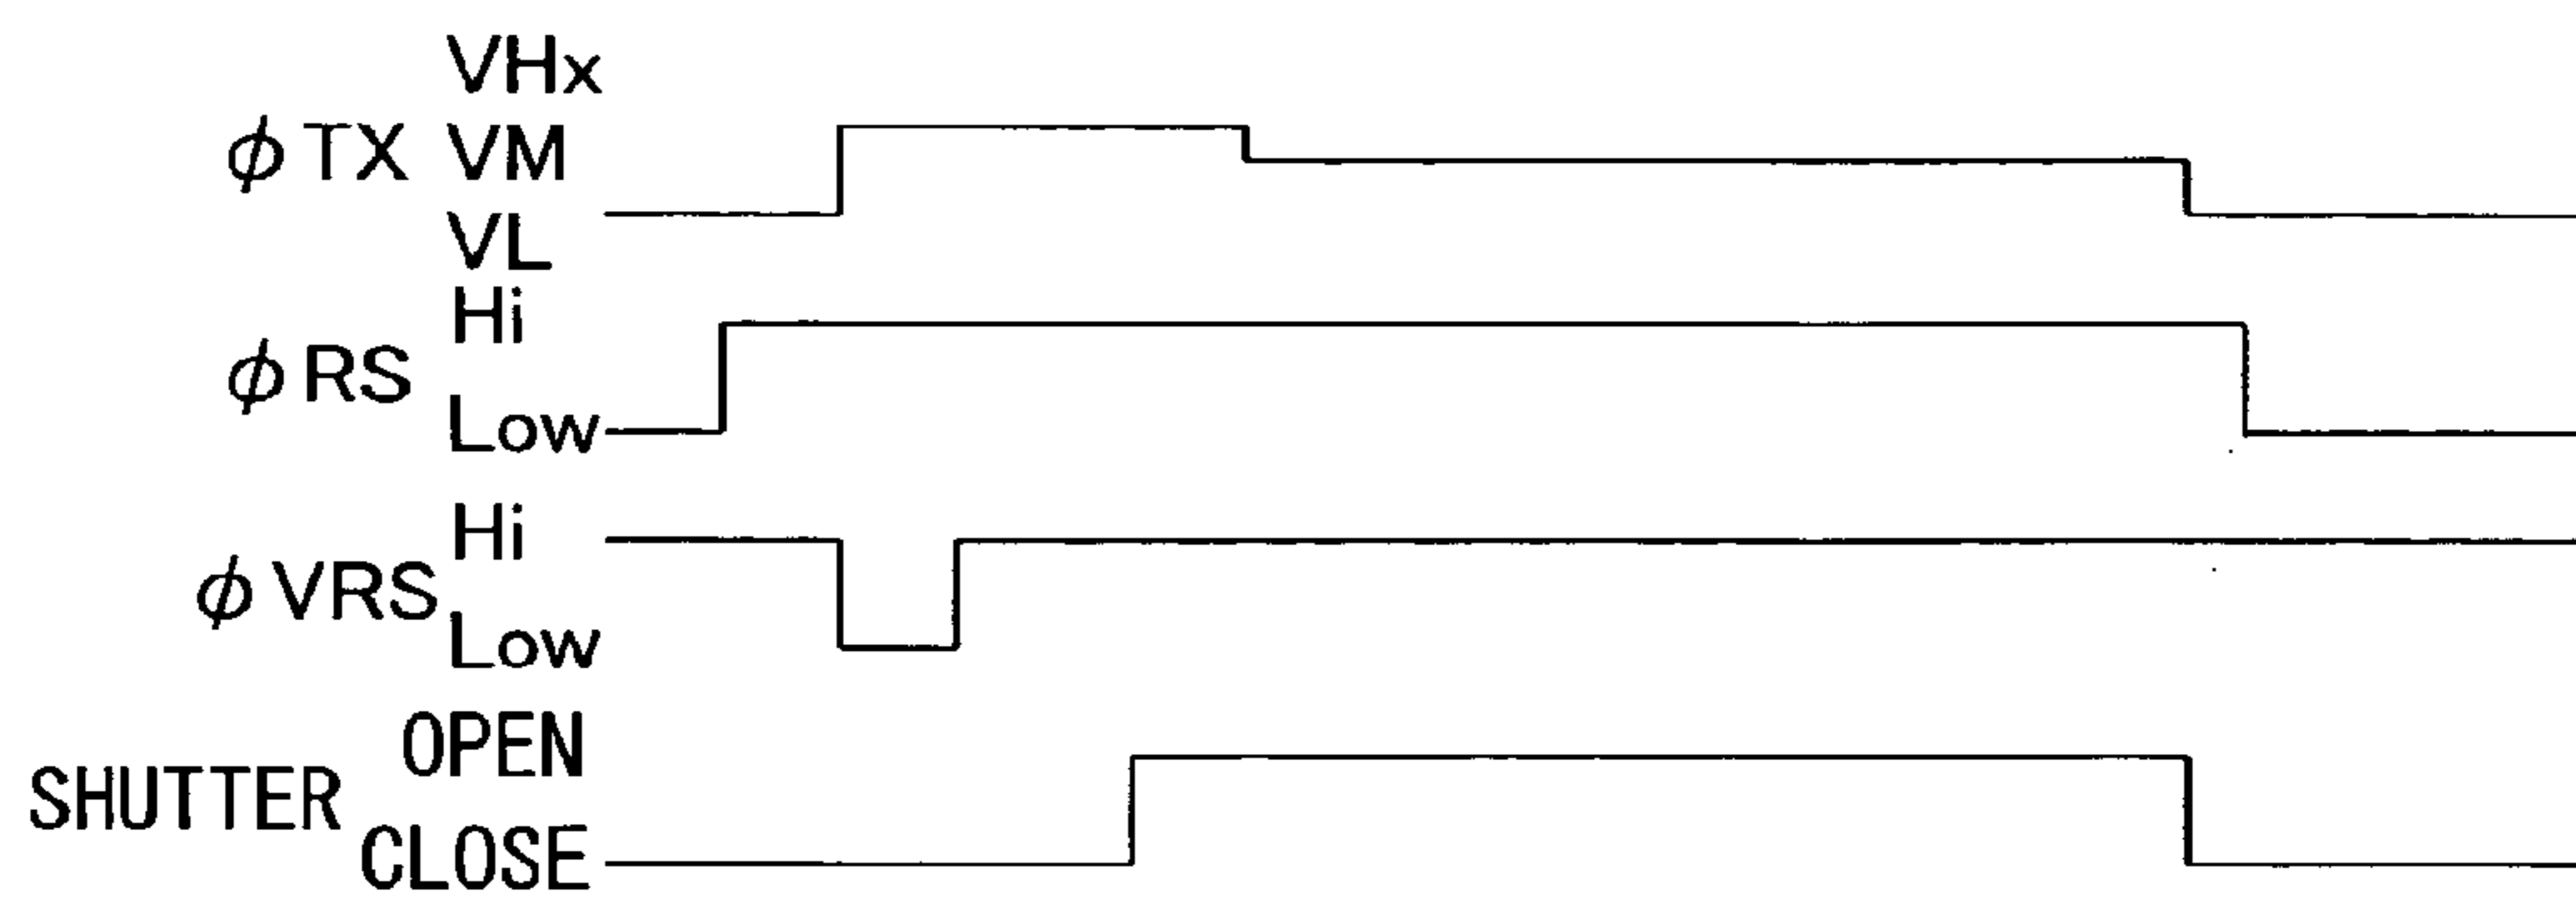 VHx
ϕTX VM
VL
Hi
ϕRS
Low
Hi
ϕVRS
Low
OPEN
SHUTTER
CLOSE